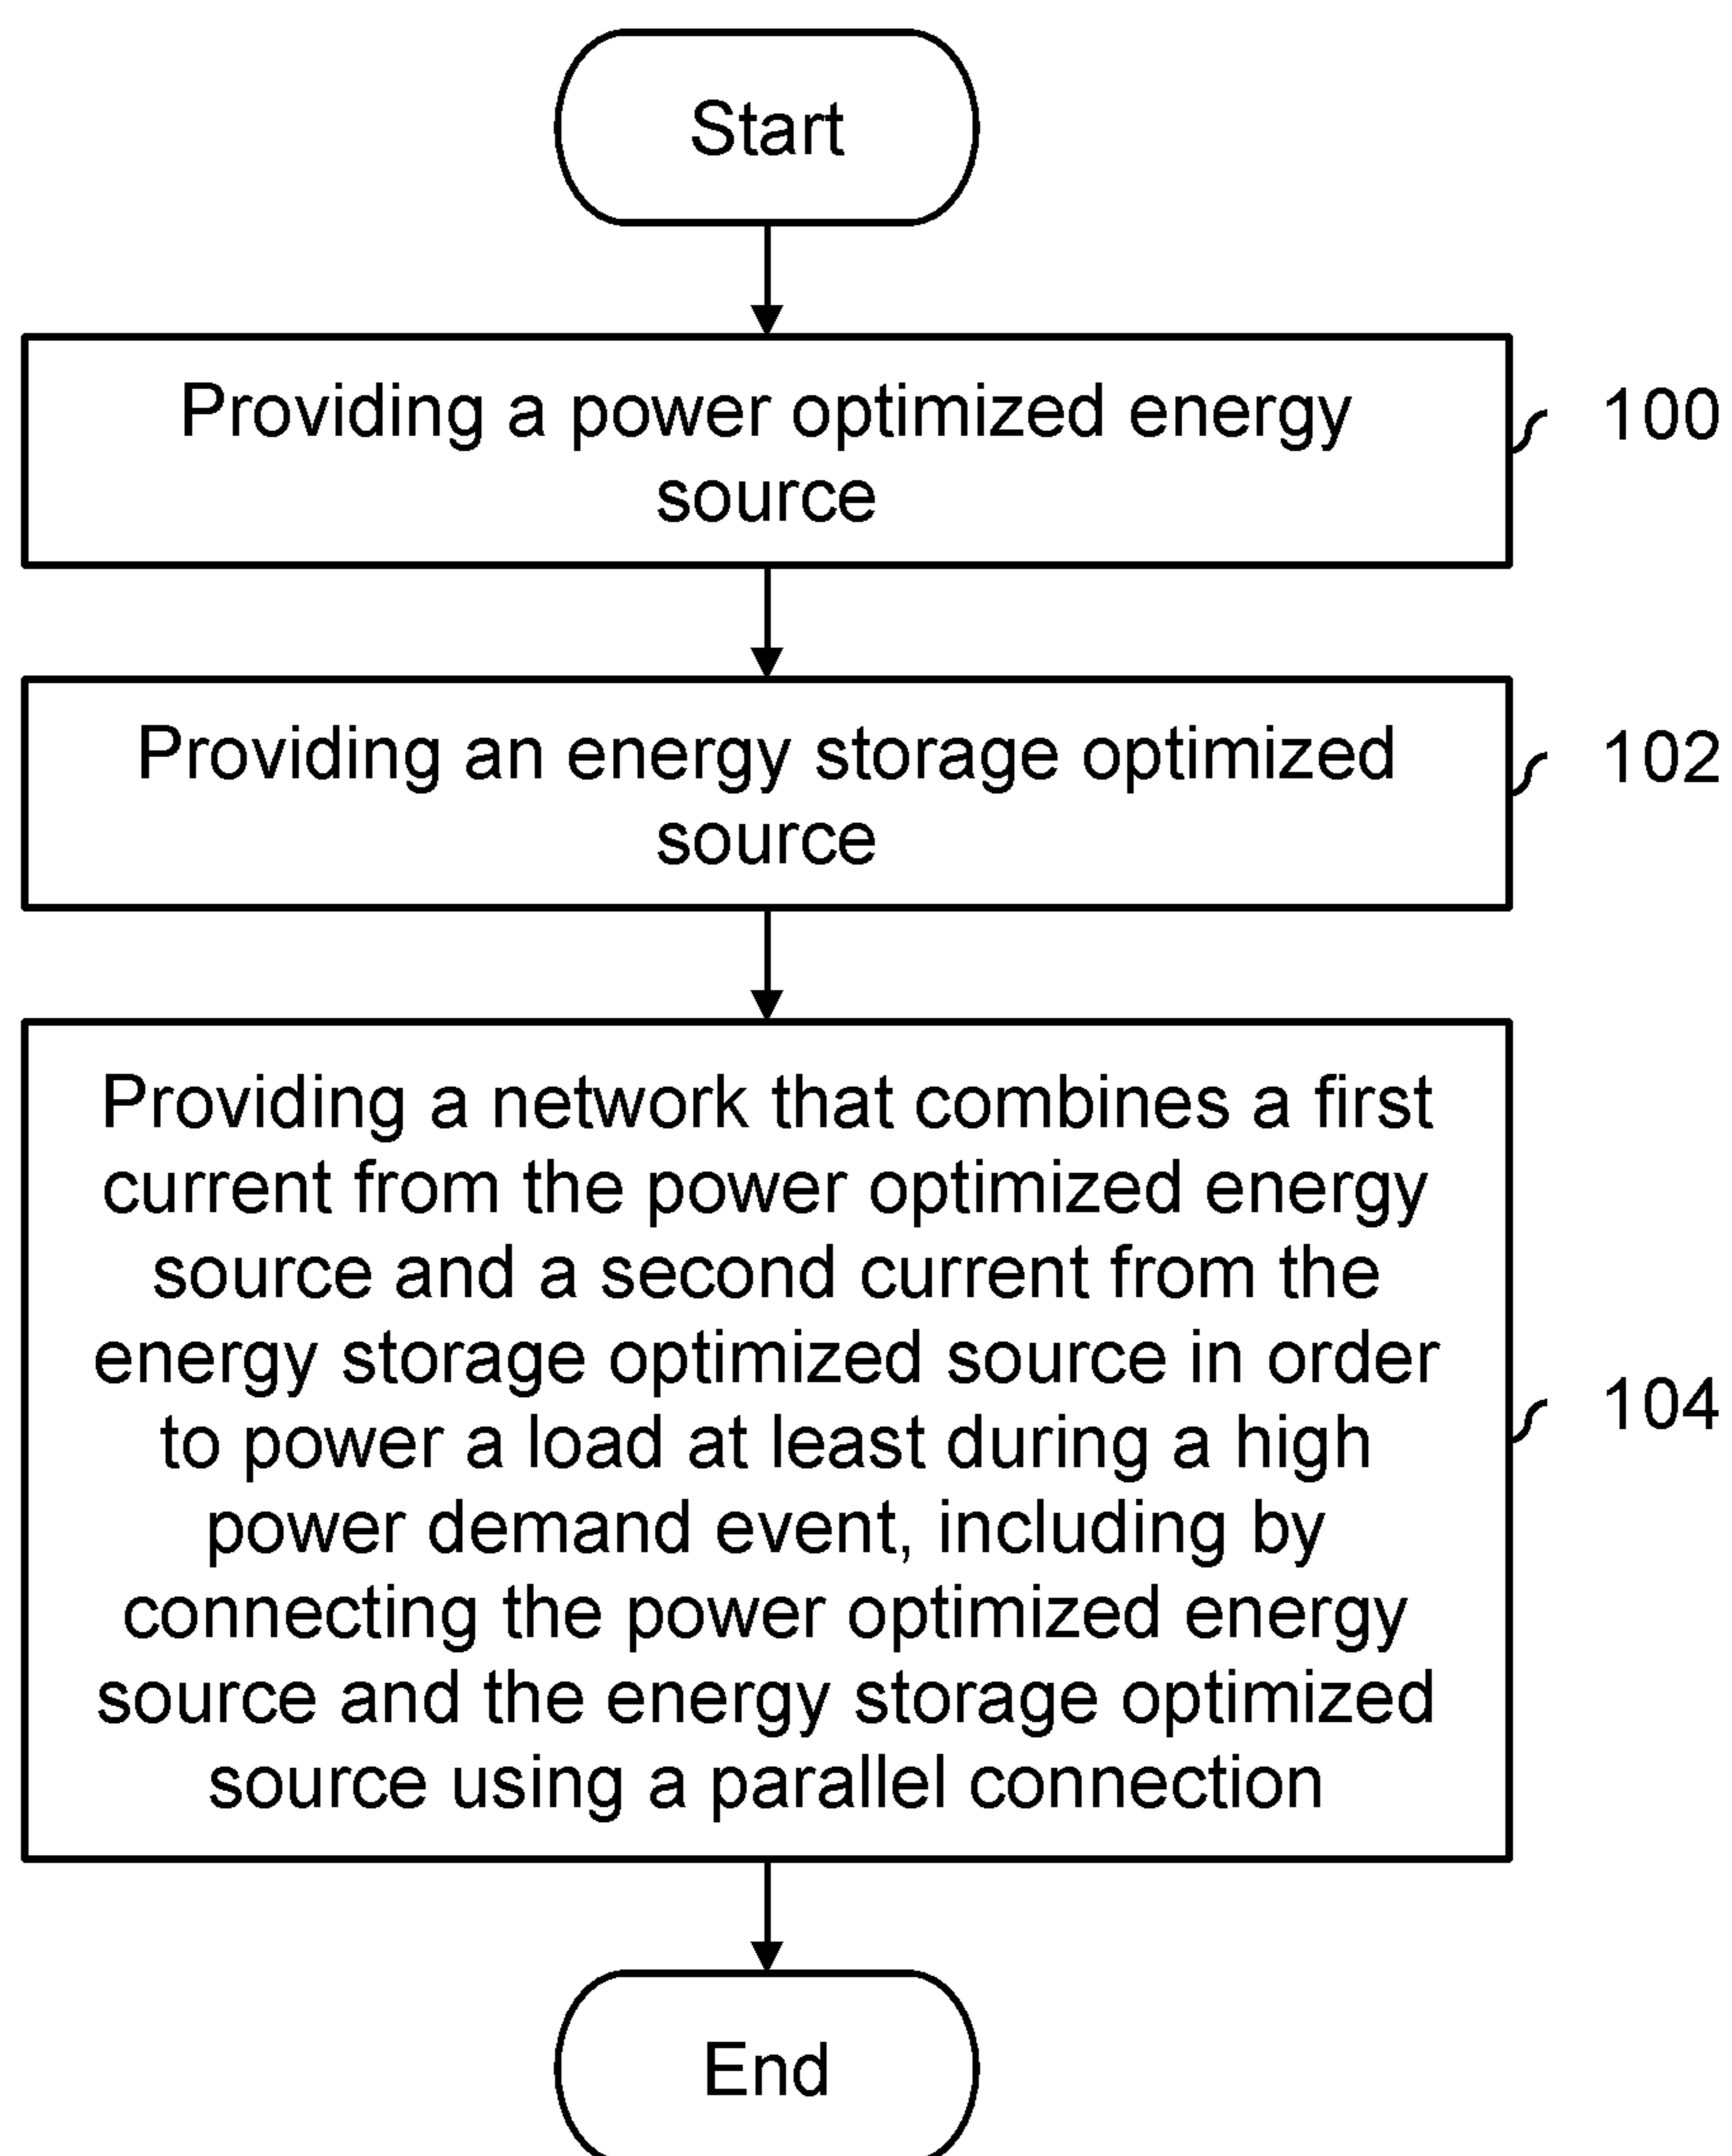 Start
Providing a power optimized energy
source
100
Providing an energy storage optimized
source
102
Providing a network that combines a first
current from the power optimized energy
source and a second current from the
energy storage optimized source in order
to power a load at least during a high
power demand event, including by
connecting the power optimized energy
source and the energy storage optimized
source using a parallel connection
104
End